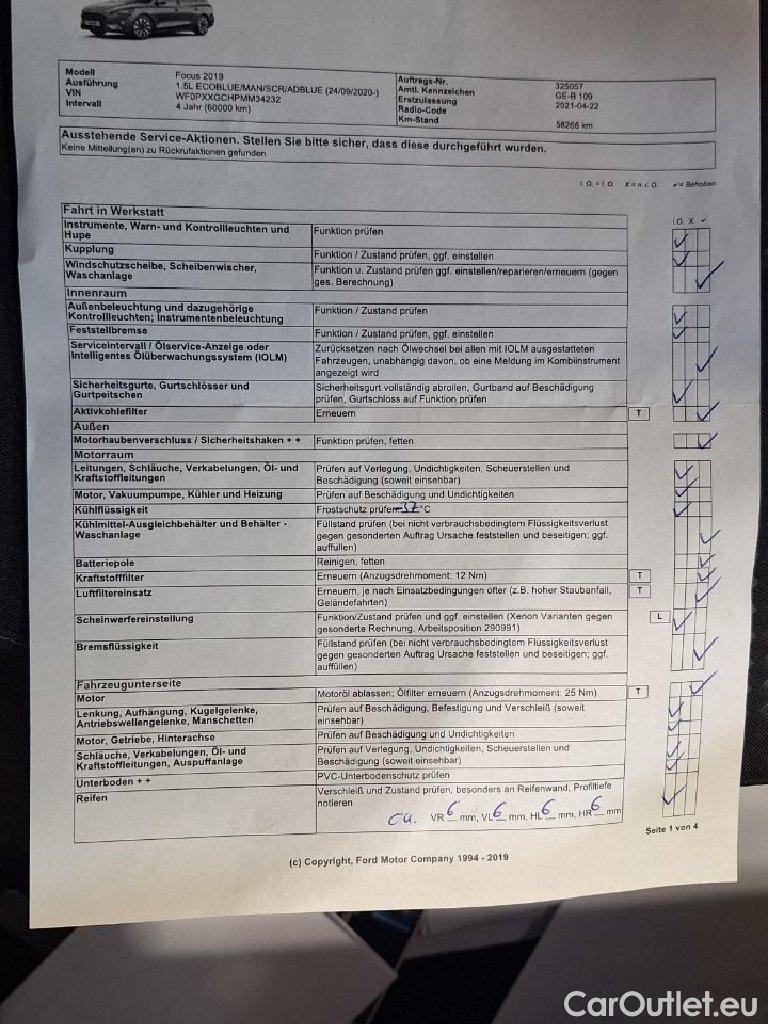 Modell Focus 2019
Ausführung 1.5L ECOBLUE/MAN/SCR/ADBLUE (24/09/2020-)
VIN WF0PXXGCHPMM34232
Intervall 4 Jahr (60000 km)
Auftrags-Nr. 325057
Amtl. Kennzeichen GE-B 109
Erstzulassung 2021-04-22
Radio-Code
Km-Stand 58266 km
Ausstehende Service-Aktionen. Stellen Sie bitte sicher, dass diese durchgeführt wurden.
Keine Mitteilung(en) zu Rückrufaktionen gefunden
I.O.= I.O. X = n.I.O. ✓= Behoben
Fahrt in Werkstatt
I.O. X ✓
Instrumente, Warn- und Kontrollleuchten und
Hupe
Funktion prüfen
Kupplung
Funktion / Zustand prüfen, ggf. einstellen
Windschutzscheibe, Scheibenwischer,
Waschanlage
Funktion u. Zustand prüfen ggf. einstellen/reparieren/erneuern (gegen
ges. Berechnung)
Innenraum
Außenbeleuchtung und dazugehörige
Kontrollleuchten; Instrumentenbeleuchtung
Funktion / Zustand prüfen
Feststellbremse
Funktion / Zustand prüfen, ggf. einstellen
Serviceintervall / Ölservice-Anzeige oder
Intelligentes Ölüberwachungssystem (IOLM)
Zurücksetzen nach Ölwechsel bei allen mit IOLM ausgestatteten
Fahrzeugen, unabhängig davon, ob eine Meldung im Kombiinstrument
angezeigt wird
Sicherheitsgurte, Gurtschlösser und
Gurtpeitschen
Sicherheitsgurt vollständig abrollen, Gurtband auf Beschädigung
prüfen, Gurtschloss auf Funktion prüfen
Aktivkohlefilter
Erneuern
T
Außen
Motorhaubenverschluss / Sicherheitshaken + +
Funktion prüfen, fetten
Motorraum
Leitungen, Schläuche, Verkabelungen, Öl- und
Kraftstoffleitungen
Prüfen auf Verlegung, Undichtigkeiten, Scheuerstellen und
Beschädigung (soweit einsehbar)
Motor, Vakuumpumpe, Kühler und Heizung
Prüfen auf Beschädigung und Undichtigkeiten
Kühlflüssigkeit
Frostschutz prüfen °C
Kühlmittel-Ausgleichbehälter und Behälter -
Waschanlage
Füllstand prüfen (bei nicht verbrauchsbedingtem Flüssigkeitsverlust
gegen gesonderten Auftrag Ursache feststellen und beseitigen; ggf.
auffüllen)
Batteriepole
Reinigen, fetten
Kraftstofffilter
Erneuern (Anzugsdrehmoment: 12 Nm)
T
Luftfiltereinsatz
Erneuern, je nach Einsatzbedingungen öfter (z.B. hoher Staubanfall,
Geländefahrten)
T
Scheinwerfereinstellung
Funktion/Zustand prüfen und ggf. einstellen (Xenon Varianten gegen
gesonderte Rechnung, Arbeitsposition 290991)
L
Bremsflüssigkeit
Füllstand prüfen (bei nicht verbrauchsbedingtem Flüssigkeitsverlust
gegen gesonderten Auftrag Ursache feststellen und beseitigen; ggf.
auffüllen)
Fahrzeugunterseite
Motor
Motoröl ablassen; Ölfilter erneuern (Anzugsdrehmoment: 25 Nm)
T
Lenkung, Aufhängung, Kugelgelenke,
Antriebswellengelenke, Manschetten
Prüfen auf Beschädigung, Befestigung und Verschleiß (soweit
einsehbar)
Motor, Getriebe, Hinterachse
Prüfen auf Beschädigung und Undichtigkeiten
Schläuche, Verkabelungen, Öl- und
Kraftstoffleitungen, Auspuffanlage
Prüfen auf Verlegung, Undichtigkeiten, Scheuerstellen und
Beschädigung (soweit einsehbar)
Unterboden + +
PVC-Unterbodenschutz prüfen
Reifen
Verschleiß und Zustand prüfen, besonders an Reifenwand, Profiltiefe
notieren
ca. VR 6 mm, VL 6 mm, HL 6 mm, HR 6 mm
Seite 1 von 4
(c) Copyright, Ford Motor Company 1994 - 2019
CarOutlet.eu